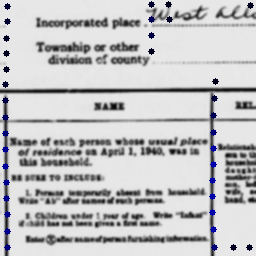 Incorporated place West Alli
Township or other
division of county
NAME
REL
Name of each person whose usual place
of residence on April 1, 1940, was in
this household.
BE SURE TO INCLUDE:
1. Persons temporarily absent from household.
Write "Ab" after names of such persons.
2. Children under 1 year of age. Write "Infant"
if child has not been given a first name.
Enter ⓧ after name of person furnishing information.
Relationship